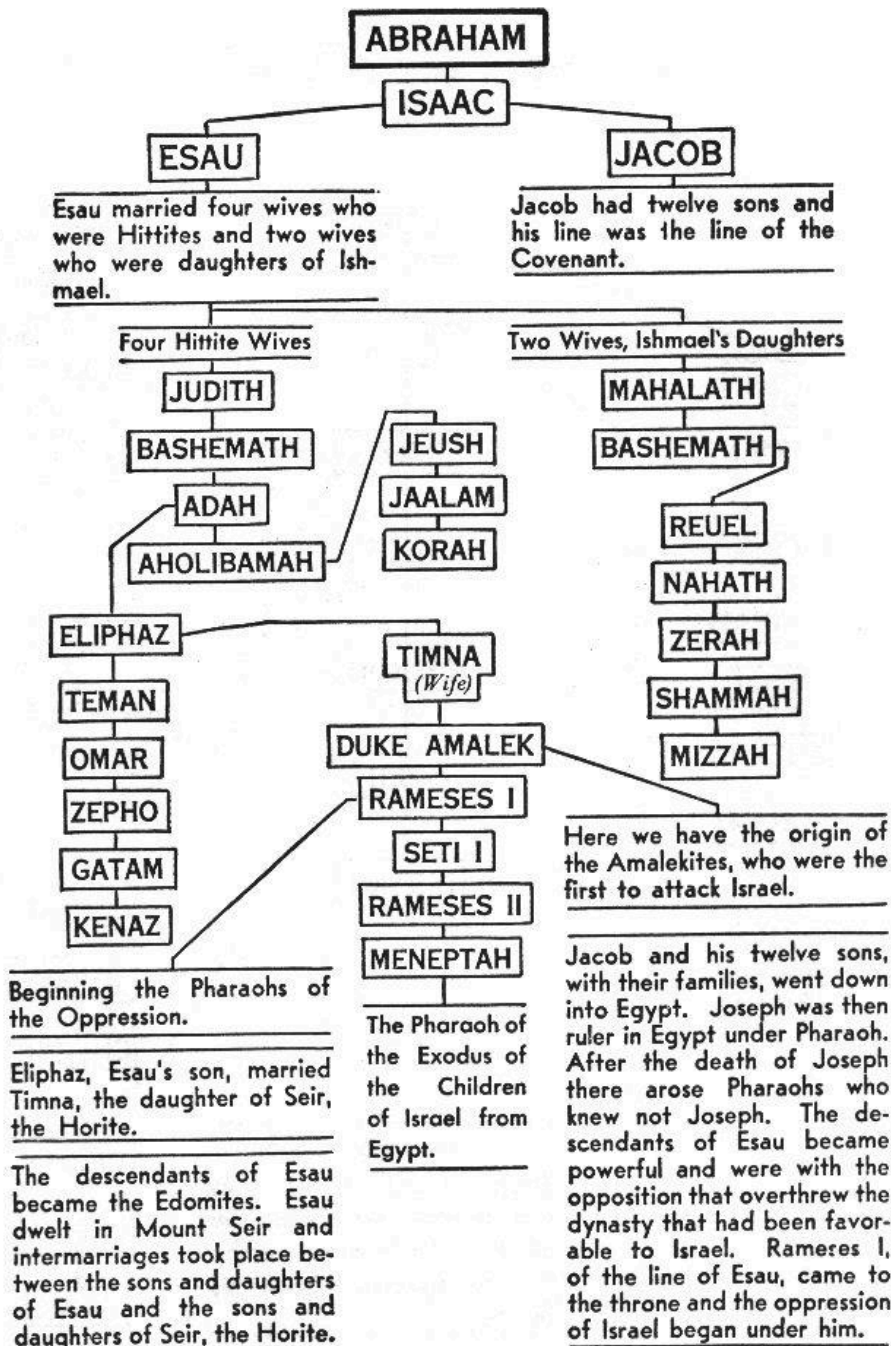 ABRAHAM
ISAAC
ESAU
Esau married four wives who
were Hittites and two wives
who were daughters of Ish-
mael.
JACOB
Jacob had twelve sons and
his line was the line of the
Covenant.
Four Hittite Wives
JUDITH
BASHEMATH
ADAH
AHOLIBAMAH
JEUSH
JAALAM
KORAH
Two Wives, Ishmael's Daughters
MAHALATH
BASHEMATH
REUEL
NAHATH
ZERAH
SHAMMAH
MIZZAH
ELIPHAZ
TEMAN
OMAR
ZEPHO
GATAM
KENAZ
TIMNA
(Wife)
DUKE AMALEK
RAMESES I
SETI I
RAMESES II
MENEPTAH
The Pharaoh of
the Exodus of
the Children
of Israel from
Egypt.
Beginning the Pharaohs of
the Oppression.
Eliphaz, Esau's son, married
Timna, the daughter of Seir,
the Horite.
The descendants of Esau
became the Edomites. Esau
dwelt in Mount Seir and
intermarriages took place be-
tween the sons and daughters
of Esau and the sons and
daughters of Seir, the Horite.
Here we have the origin of
the Amalekites, who were the
first to attack Israel.
Jacob and his twelve sons,
with their families, went down
into Egypt. Joseph was then
ruler in Egypt under Pharaoh.
After the death of Joseph
there arose Pharaohs who
knew not Joseph. The de-
scendants of Esau became
powerful and were with the
opposition that overthrew the
dynasty that had been favor-
able to Israel. Rameres I,
of the line of Esau, came to
the throne and the oppression
of Israel began under him.